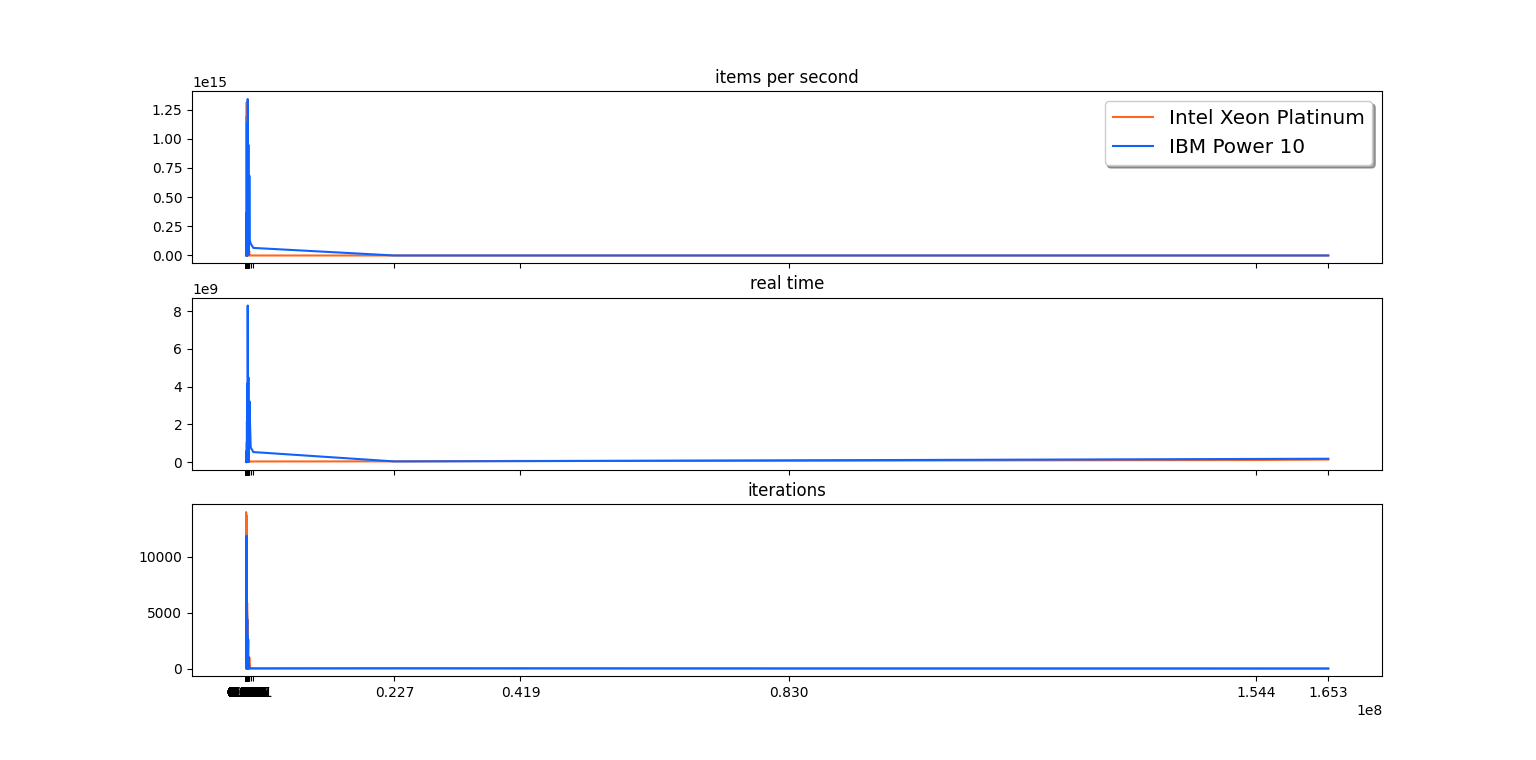 items per second
1e15
1.25
1.00
0.75
0.50
0.25
0.00
Intel Xeon Platinum
IBM Power 10
real time
1e9
8
6
4
2
0
iterations
10000
5000
0
0.227 0.419 0.830 1.544 1.653
1e8